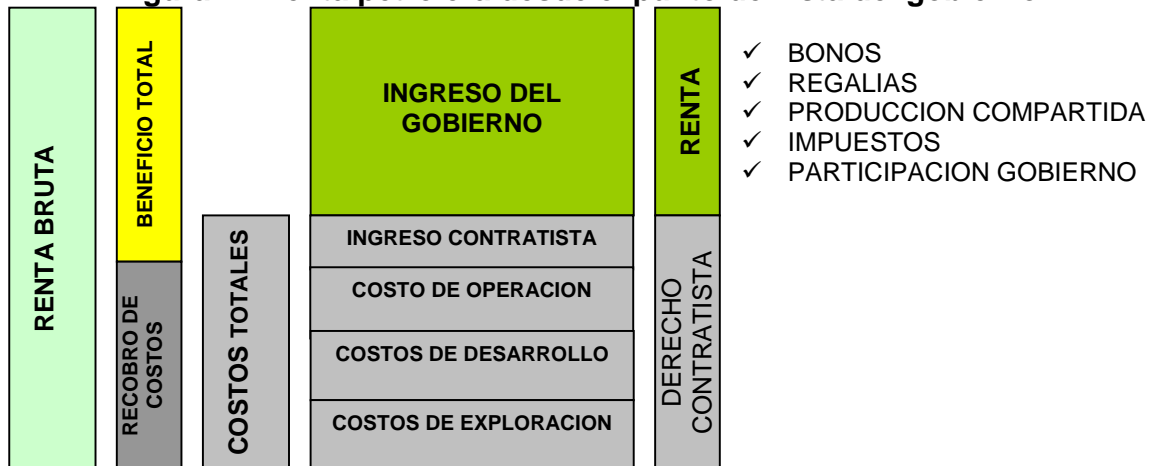 RENTA BRUTA
BENEFICIO TOTAL
RECOBRO DE
COSTOS
COSTOS TOTALES
INGRESO DEL
GOBIERNO
INGRESO CONTRATISTA
COSTO DE OPERACION
COSTOS DE DESARROLLO
COSTOS DE EXPLORACION
RENTA
DERECHO
CONTRATISTA
✓ BONOS
✓ REGALIAS
✓ PRODUCCION COMPARTIDA
✓ IMPUESTOS
✓ PARTICIPACION GOBIERNO